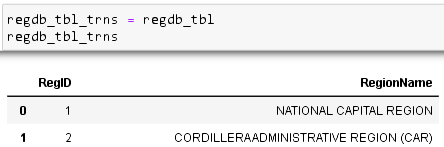 regdb_tbl_trns = regdb_tbl
regdb_tbl_trns
RegID RegionName
0 1 NATIONAL CAPITAL REGION
1 2 CORDILLERAADMINISTRATIVE REGION (CAR)